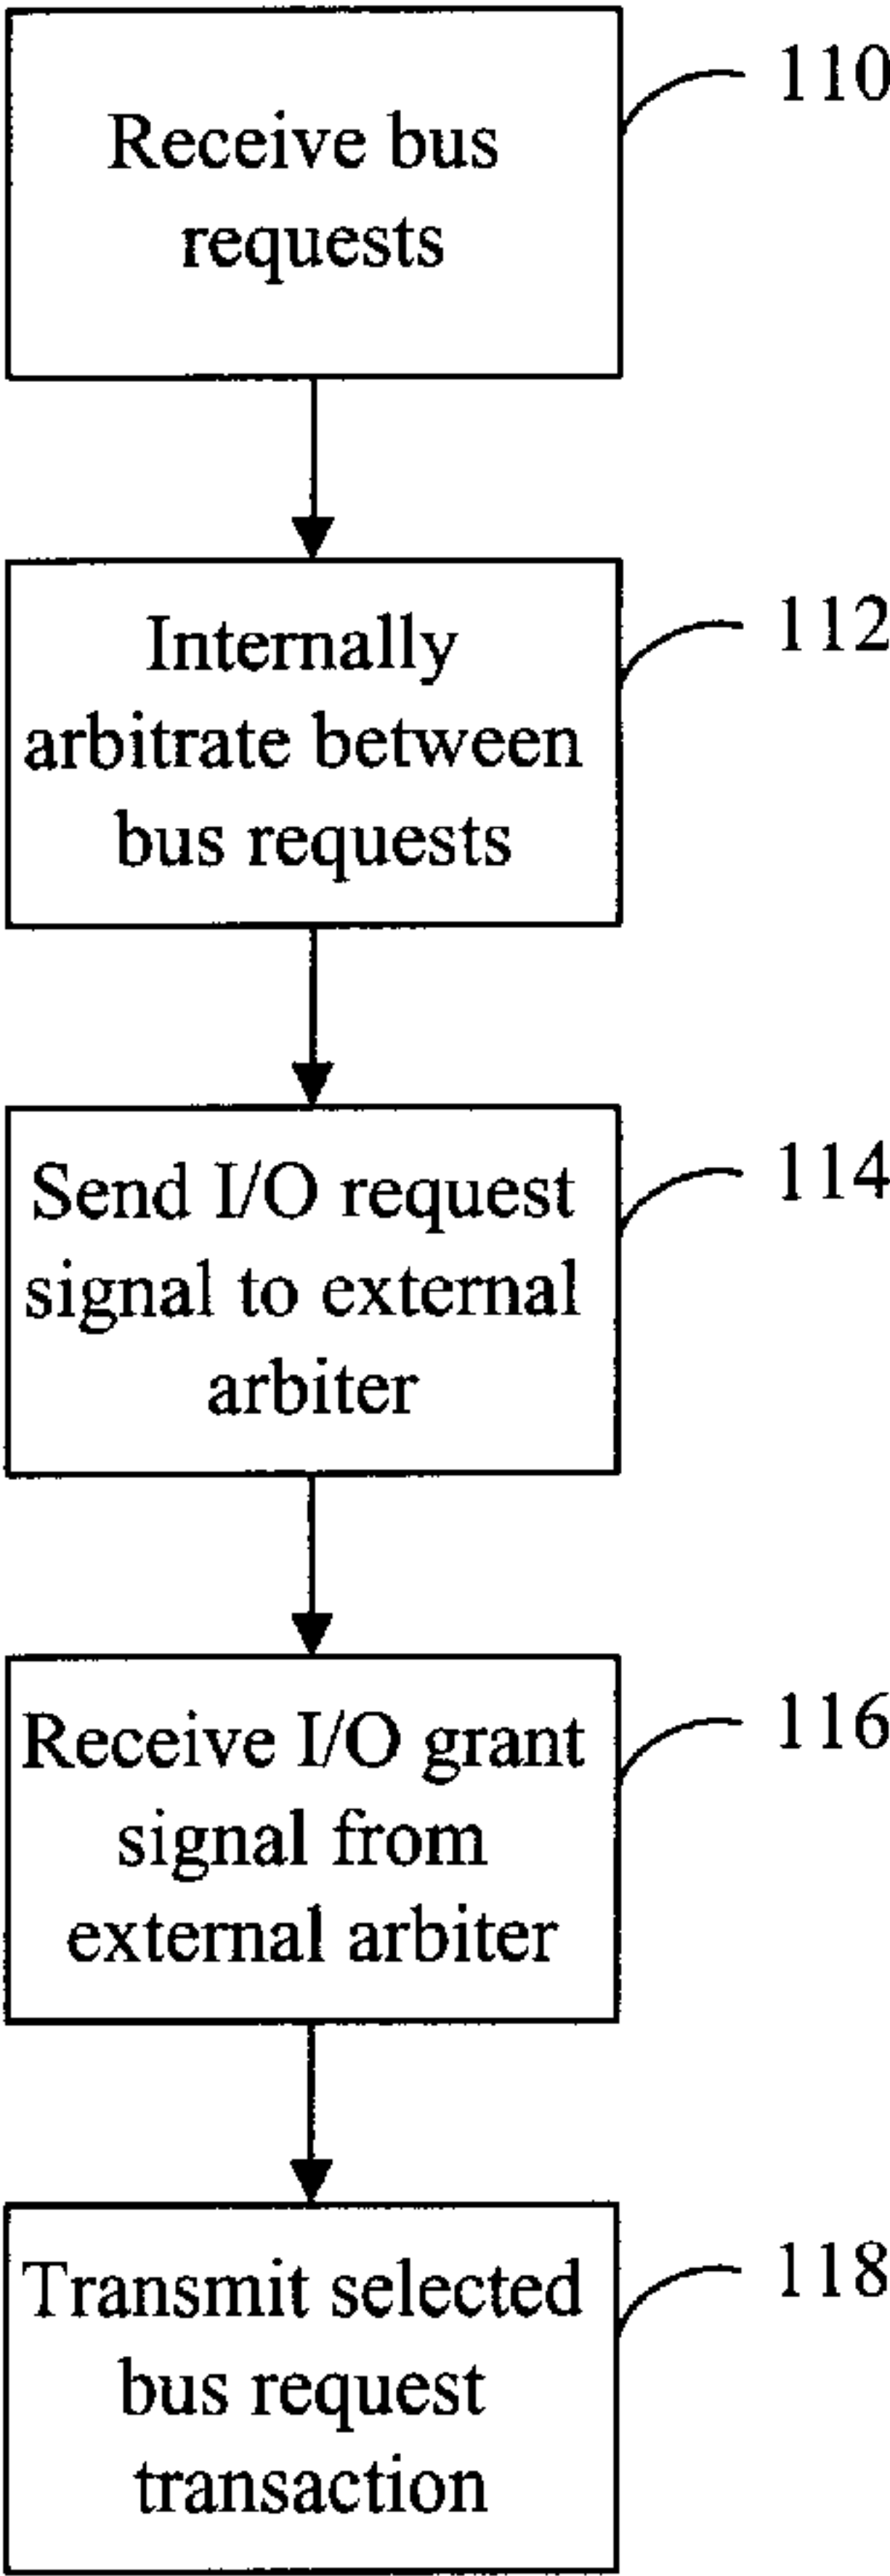 Receive bus
requests
110
Internally
arbitrate between
bus requests
112
Send I/O request
signal to external
arbiter
114
Receive I/O grant
signal from
external arbiter
116
Transmit selected
bus request
transaction
118